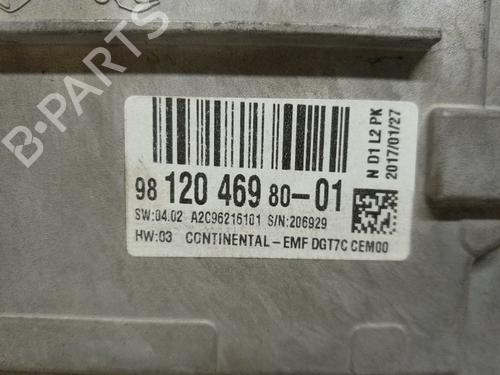 98 120 469 80-01
SW:04.02 A2C96216101 S/N:206929
HW:03 CONTINENTAL-EMF DGT7C CEM00
N D1 L2 PK
2017/01/27
B-PARTS